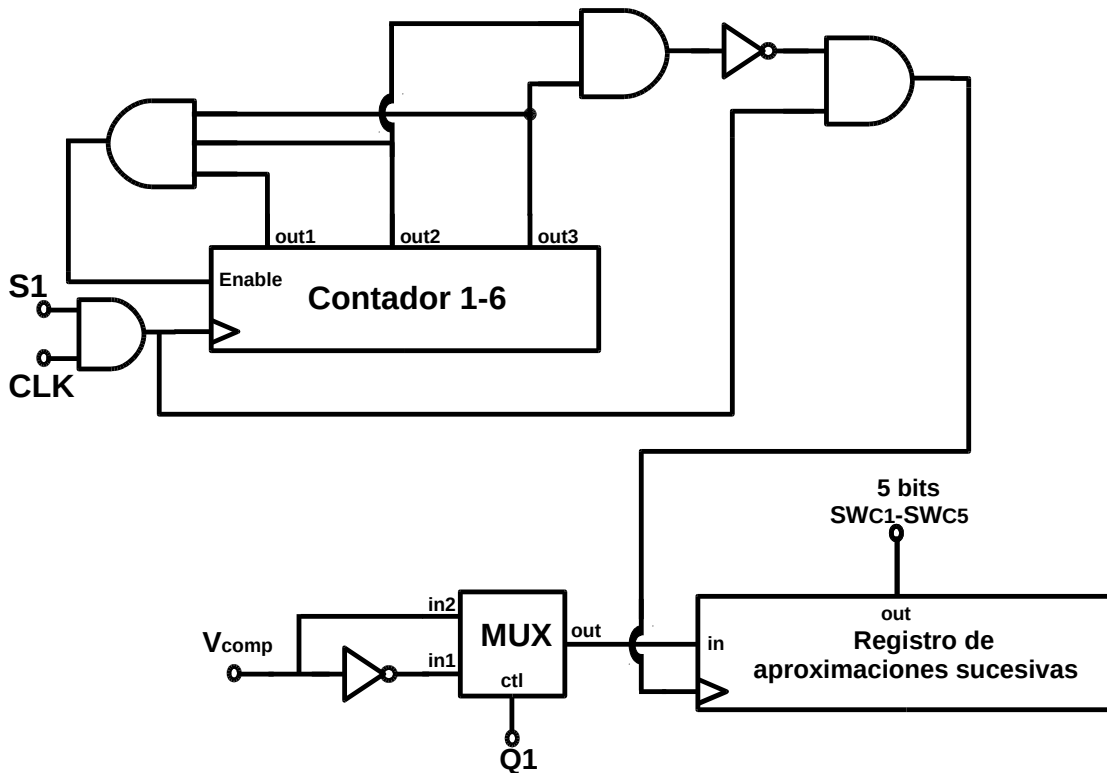 out1
out2
out3
Enable
Contador 1-6
S1
CLK
5 bits
SWC1-SWC5
out
Registro de
aproximaciones sucesivas
in
in2
MUX
out
Vcomp
in1
ctl
Q1